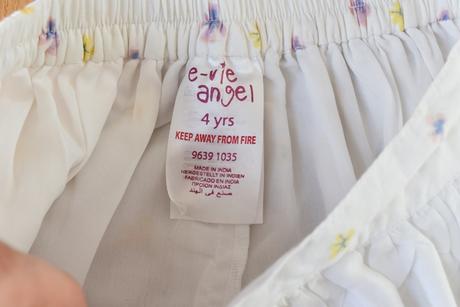 e-vie
angel
4 yrs
KEEP AWAY FROM FIRE
9639 1035
MADE IN INDIA
HERGESTELLT IN INDIEN
FABRICADO EN INDIA
صنع في الهند